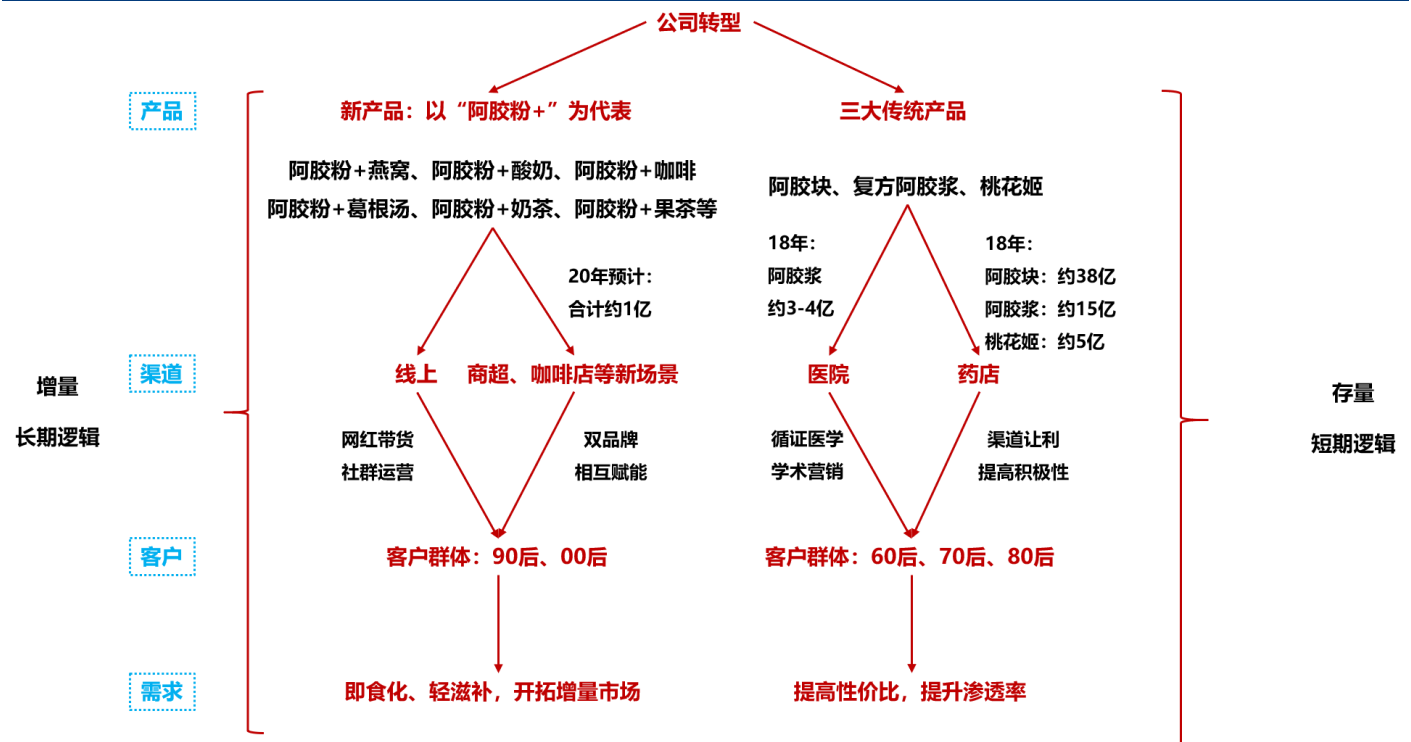 公司转型
产品
新产品：以“阿胶粉+”为代表
三大传统产品
阿胶粉+燕窝、阿胶粉+酸奶、阿胶粉+咖啡
阿胶粉+葛根汤、阿胶粉+奶茶、阿胶粉+果茶等
阿胶块、复方阿胶浆、桃花姬
20年预计：
合计约1亿
18年：
阿胶浆
约3-4亿
18年：
阿胶块：约38亿
阿胶浆：约15亿
桃花姬：约5亿
增量
长期逻辑
渠道
线上
商超、咖啡店等新场景
医院
药店
存量
短期逻辑
网红带货
社群运营
双品牌
相互赋能
循证医学
学术营销
渠道让利
提高积极性
客户
客户群体：90后、00后
客户群体：60后、70后、80后
需求
即食化、轻滋补，开拓增量市场
提高性价比，提升渗透率